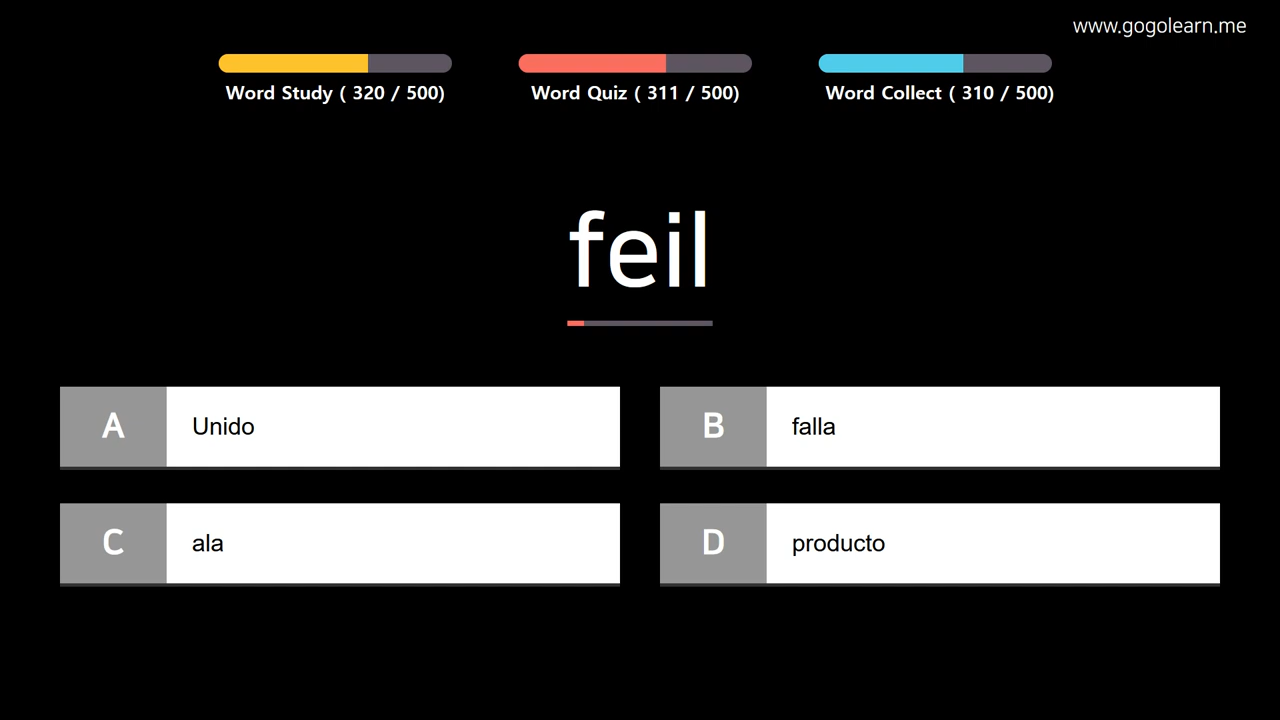 www.gogolearn.me
Word Study ( 320 / 500)
Word Quiz ( 311 / 500)
Word Collect ( 310 / 500)
feil
A Unido
B falla
C ala
D producto